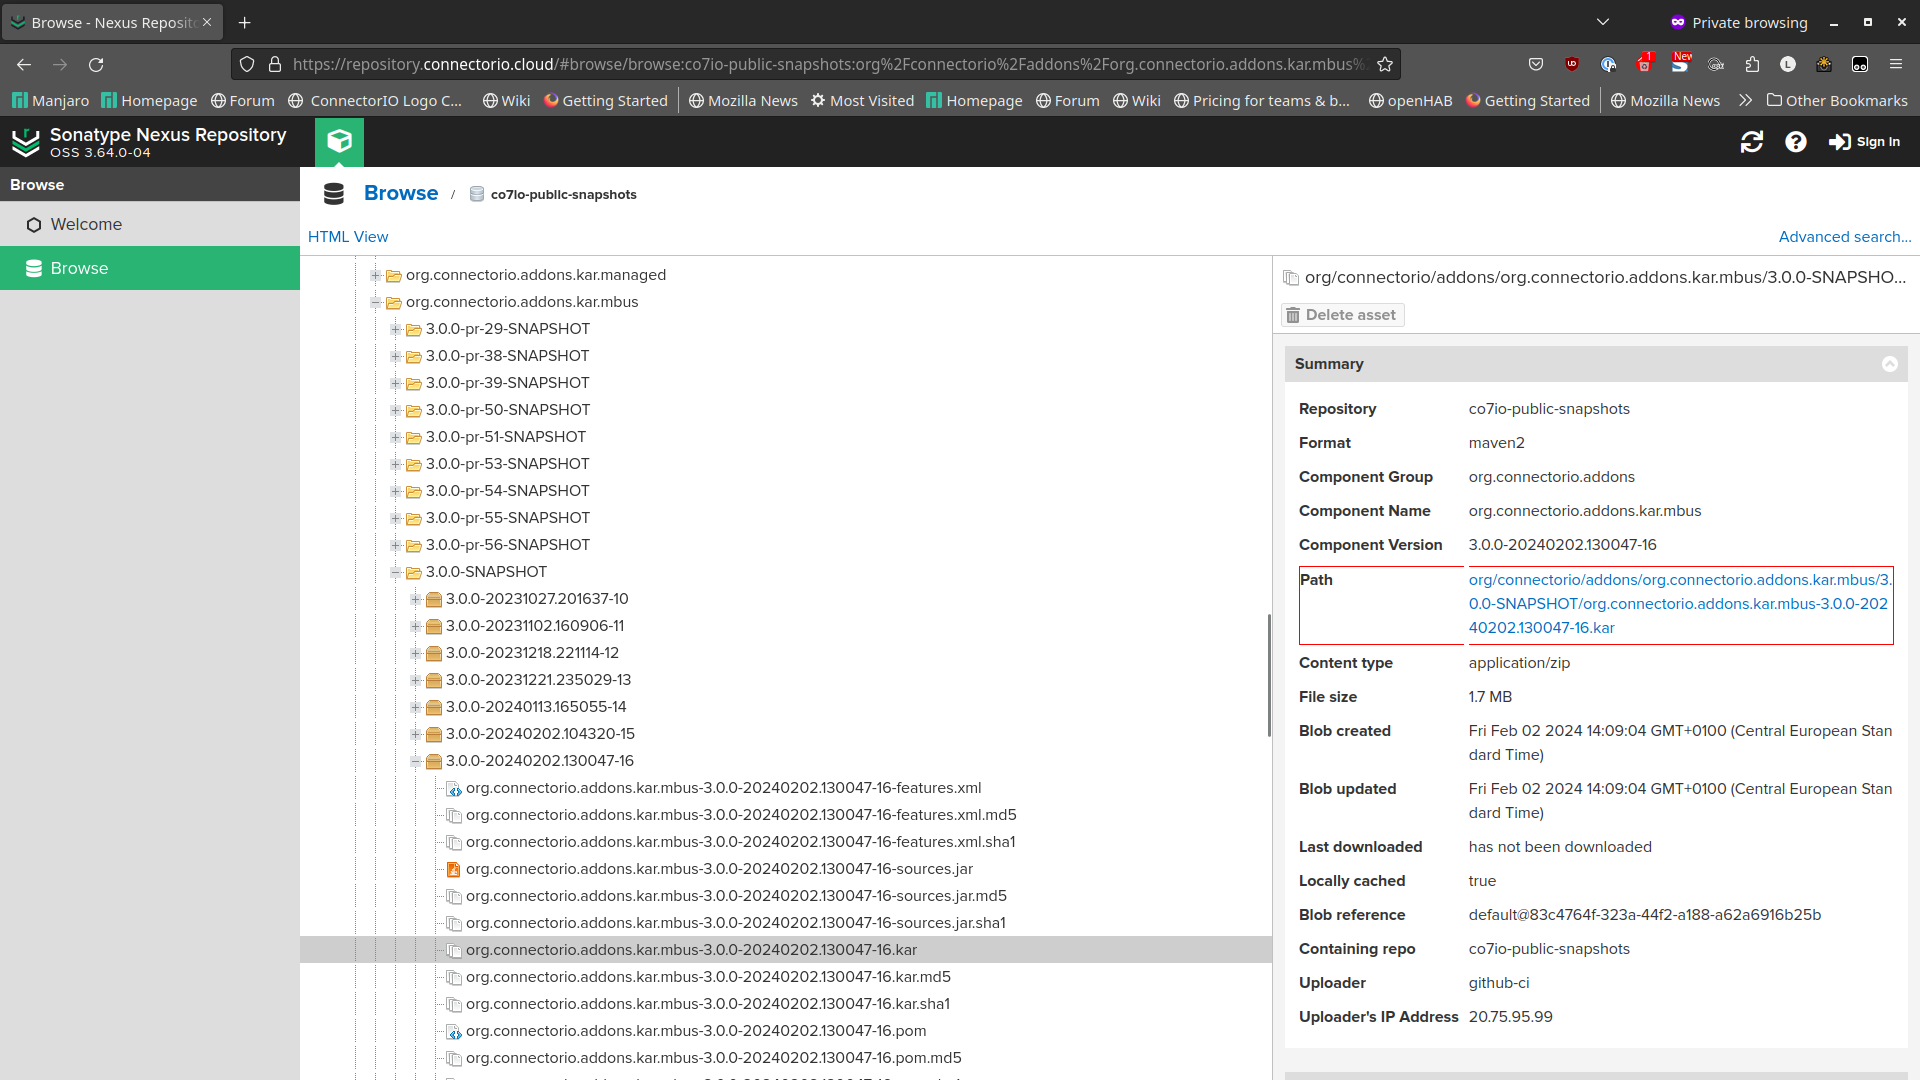 Browse - Nexus Reposit
Private browsing
https://repository.connectorio.cloud/#browse/browse:co7io-public-snapshots:org%2Fconnectorio%2Faddons%2Forg.connectorio.addons.kar.mbus%
1
New
L
Manjaro
Homepage
Forum
ConnectorIO Logo C...
Wiki
Getting Started
Mozilla News
Most Visited
Homepage
Forum
Wiki
Pricing for teams & b...
openHAB
Getting Started
Mozilla News
Other Bookmarks
Sonatype Nexus Repository
OSS 3.64.0-04
Sign in
Browse
Welcome
Browse
Browse / co7io-public-snapshots
HTML View
Advanced search...
org.connectorio.addons.kar.managed
org.connectorio.addons.kar.mbus
3.0.0-pr-29-SNAPSHOT
3.0.0-pr-38-SNAPSHOT
3.0.0-pr-39-SNAPSHOT
3.0.0-pr-50-SNAPSHOT
3.0.0-pr-51-SNAPSHOT
3.0.0-pr-53-SNAPSHOT
3.0.0-pr-54-SNAPSHOT
3.0.0-pr-55-SNAPSHOT
3.0.0-pr-56-SNAPSHOT
3.0.0-SNAPSHOT
3.0.0-20231027.201637-10
3.0.0-20231102.160906-11
3.0.0-20231218.221114-12
3.0.0-20231221.235029-13
3.0.0-20240113.165055-14
3.0.0-20240202.104320-15
3.0.0-20240202.130047-16
org.connectorio.addons.kar.mbus-3.0.0-20240202.130047-16-features.xml
org.connectorio.addons.kar.mbus-3.0.0-20240202.130047-16-features.xml.md5
org.connectorio.addons.kar.mbus-3.0.0-20240202.130047-16-features.xml.sha1
org.connectorio.addons.kar.mbus-3.0.0-20240202.130047-16-sources.jar
org.connectorio.addons.kar.mbus-3.0.0-20240202.130047-16-sources.jar.md5
org.connectorio.addons.kar.mbus-3.0.0-20240202.130047-16-sources.jar.sha1
org.connectorio.addons.kar.mbus-3.0.0-20240202.130047-16.kar
org.connectorio.addons.kar.mbus-3.0.0-20240202.130047-16.kar.md5
org.connectorio.addons.kar.mbus-3.0.0-20240202.130047-16.kar.sha1
org.connectorio.addons.kar.mbus-3.0.0-20240202.130047-16.pom
org.connectorio.addons.kar.mbus-3.0.0-20240202.130047-16.pom.md5
org/connectorio/addons/org.connectorio.addons.kar.mbus/3.0.0-SNAPSHO...
Delete asset
Summary
Repository co7io-public-snapshots
Format maven2
Component Group org.connectorio.addons
Component Name org.connectorio.addons.kar.mbus
Component Version 3.0.0-20240202.130047-16
Path org/connectorio/addons/org.connectorio.addons.kar.mbus/3.
0.0-SNAPSHOT/org.connectorio.addons.kar.mbus-3.0.0-202
40202.130047-16.kar
Content type application/zip
File size 1.7 MB
Blob created Fri Feb 02 2024 14:09:04 GMT+0100 (Central European Stan
dard Time)
Blob updated Fri Feb 02 2024 14:09:04 GMT+0100 (Central European Stan
dard Time)
Last downloaded has not been downloaded
Locally cached true
Blob reference default@83c4764f-323a-44f2-a188-a62a6916b25b
Containing repo co7io-public-snapshots
Uploader github-ci
Uploader's IP Address 20.75.95.99